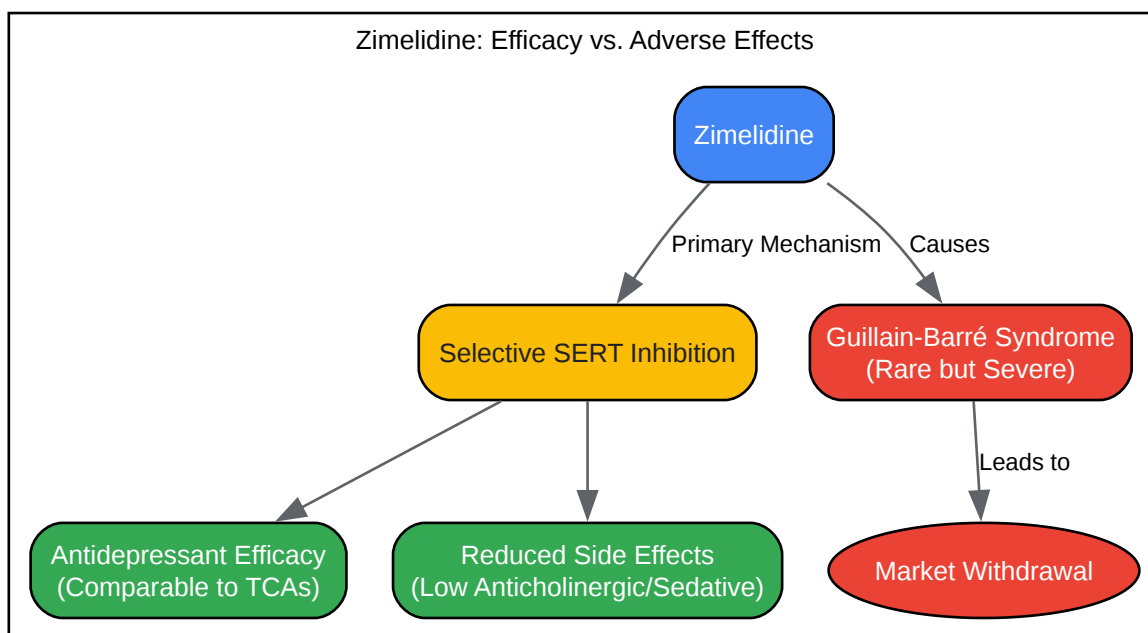 Zimelidine: Efficacy vs. Adverse Effects
Zimelidine
Primary Mechanism
Causes
Selective SERT Inhibition
Guillain-Barré Syndrome
(Rare but Severe)
Leads to
Antidepressant Efficacy
(Comparable to TCAs)
Reduced Side Effects
(Low Anticholinergic/Sedative)
Market Withdrawal